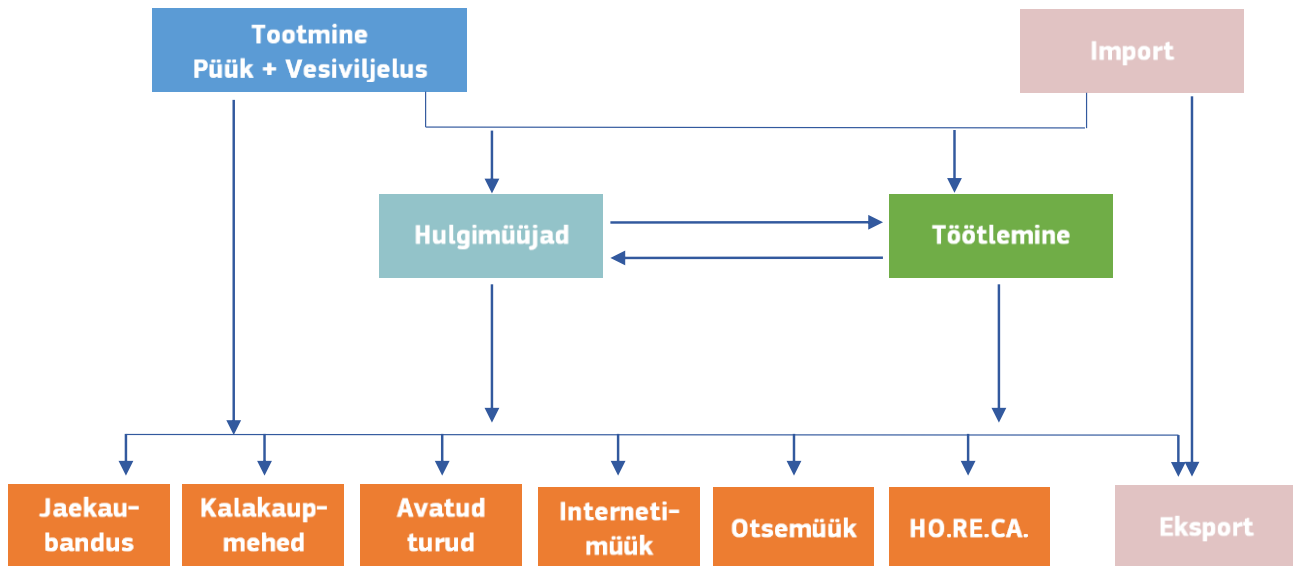 Tootmine
Püük + Vesiviljelus
Import
Hulgimüüjad
Töötlemine
Jaekau-
bandus
Kalakaup-
mehed
Avatud
turud
Interneti-
müük
Otsemüük
HO.RE.CA.
Eksport